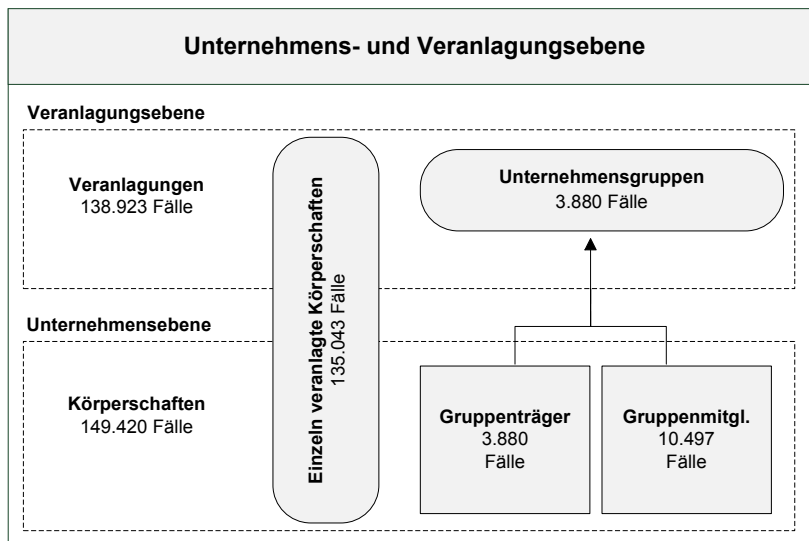 Unternehmens- und Veranlagungsebene
Veranlagungsebene
Veranlagungen
138.923 Fälle
Einzeln veranlagte Körperschaften
135.043 Fälle
Unternehmensgruppen
3.880 Fälle
Unternehmensebene
Körperschaften
149.420 Fälle
Gruppenträger
3.880
Fälle
Gruppenmitgl.
10.497
Fälle